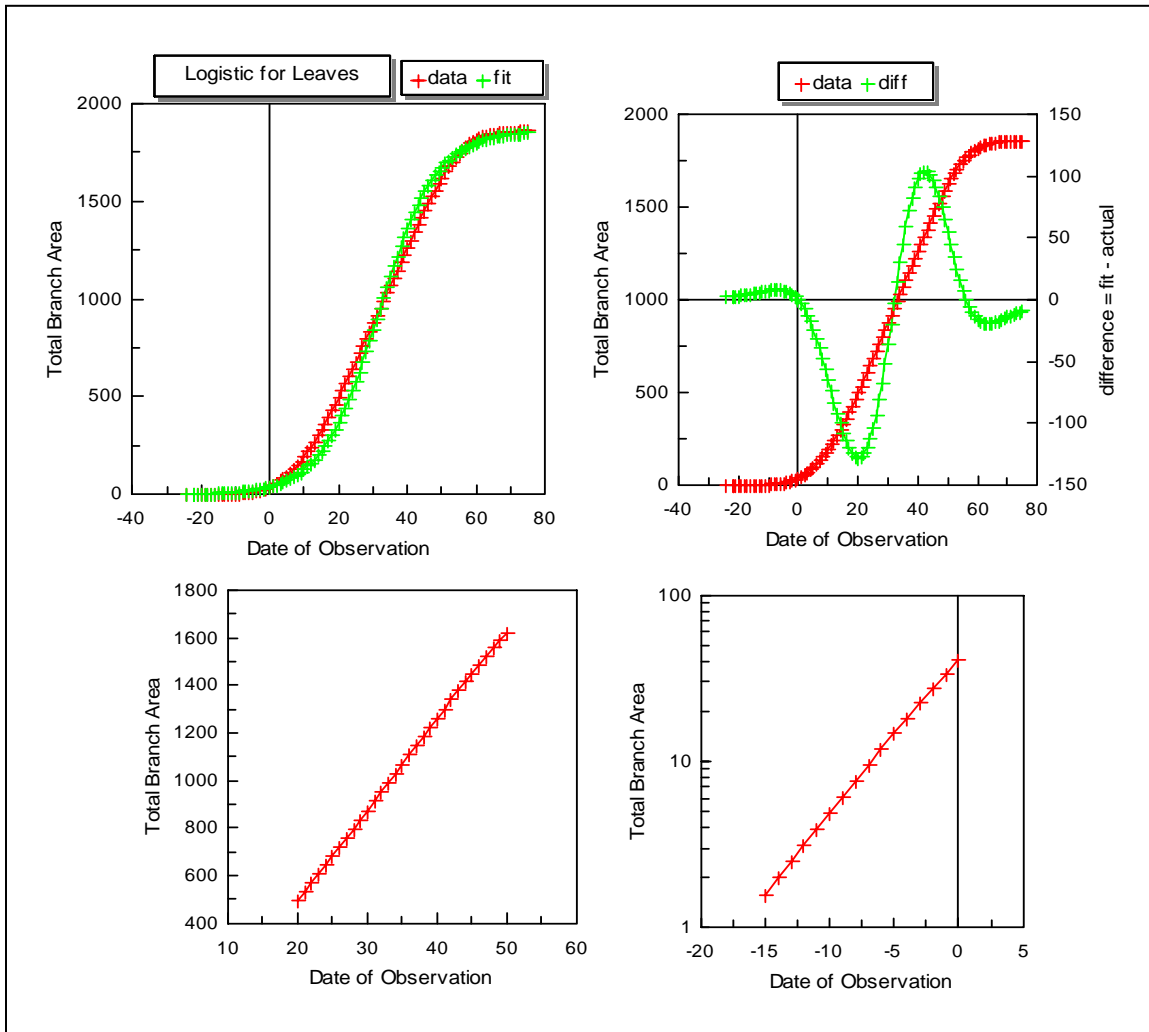 Logistic for Leaves
data fit
Total Branch Area
2000
1500
1000
500
0
-40 -20 0 20 40 60 80
Date of Observation
data diff
Total Branch Area
2000
1500
1000
500
0
150
100
50
0
-50
-100
-150
difference = fit - actual
-40 -20 0 20 40 60 80
Date of Observation
Total Branch Area
1800
1600
1400
1200
1000
800
600
400
10 20 30 40 50 60
Date of Observation
Total Branch Area
100
10
1
-20 -15 -10 -5 0 5
Date of Observation